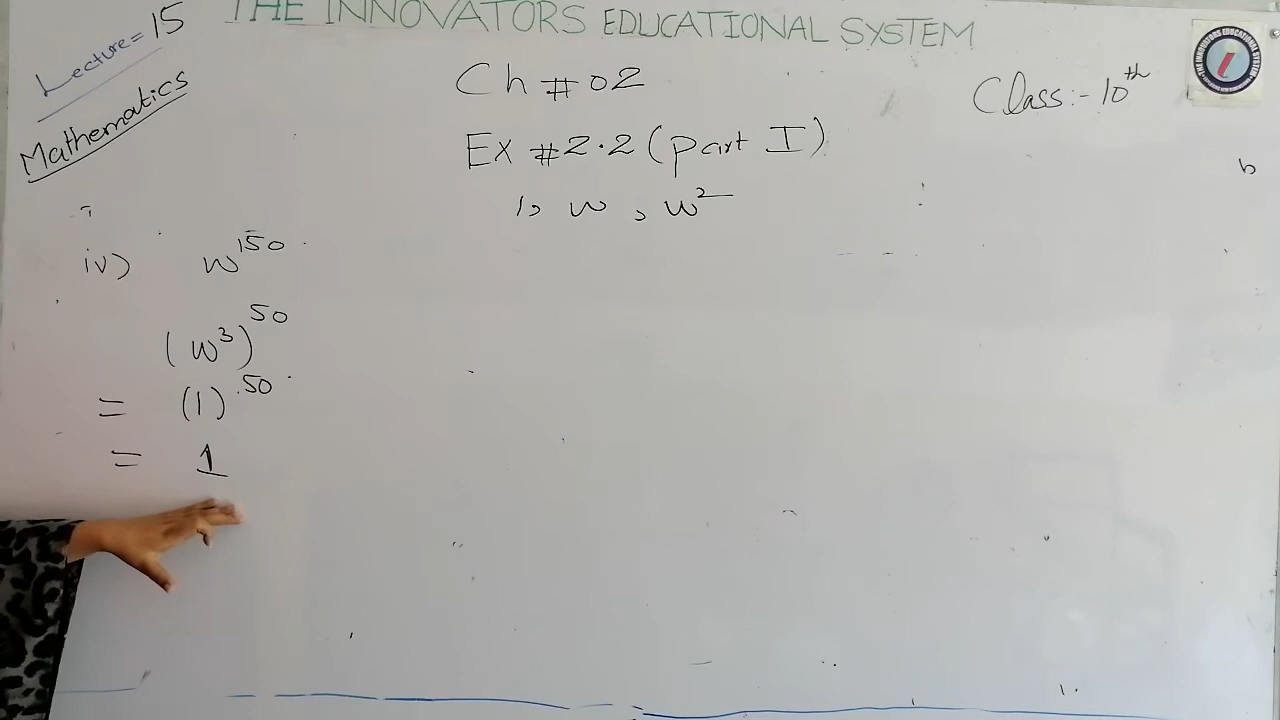 THE INNOVATORS EDUCATIONAL SYSTEM
Lecture = 15
Mathematics
Ch # 02
Class:- 10th
Ex # 2.2 (part I)
1, w, w²
iv) w¹⁵⁰
(w³)⁵⁰
= (1)⁵⁰
= 1